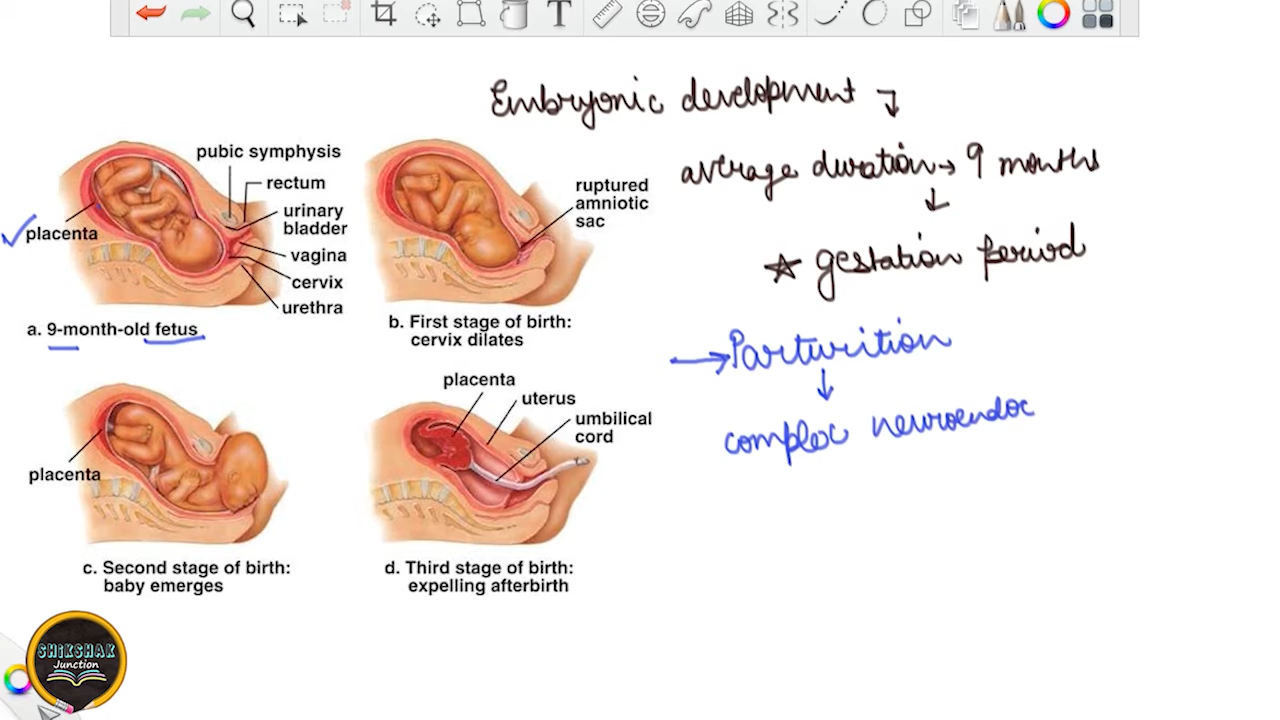 Embryonic development
average duration → 9 months
★ gestation period
→ Parturition
complex neuroendoc
pubic symphysis
rectum
urinary
bladder
placenta
vagina
cervix
urethra
a. 9-month-old fetus
ruptured
amniotic
sac
b. First stage of birth:
cervix dilates
placenta
c. Second stage of birth:
baby emerges
placenta
uterus
umbilical
cord
d. Third stage of birth:
expelling afterbirth
SHiKSHAK
Junction